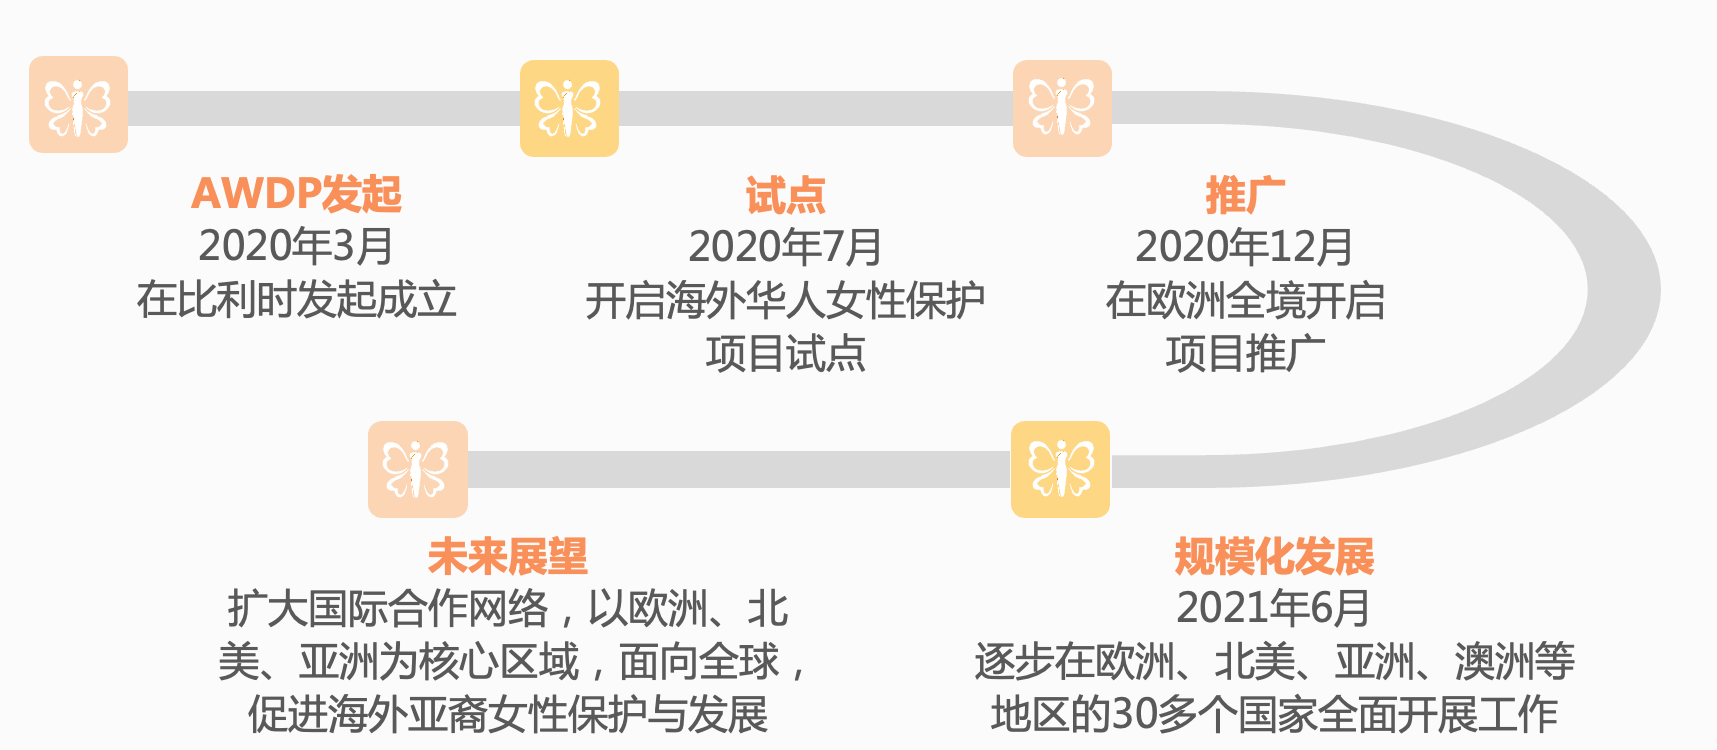 AWDP发起
2020年3月
在比利时发起成立
试点
2020年7月
开启海外华人女性保护
项目试点
推广
2020年12月
在欧洲全境开启
项目推广
规模化发展
2021年6月
逐步在欧洲、北美、亚洲、澳洲等
地区的30多个国家全面开展工作
未来展望
扩大国际合作网络，以欧洲、北
美、亚洲为核心区域，面向全球，
促进海外亚裔女性保护与发展